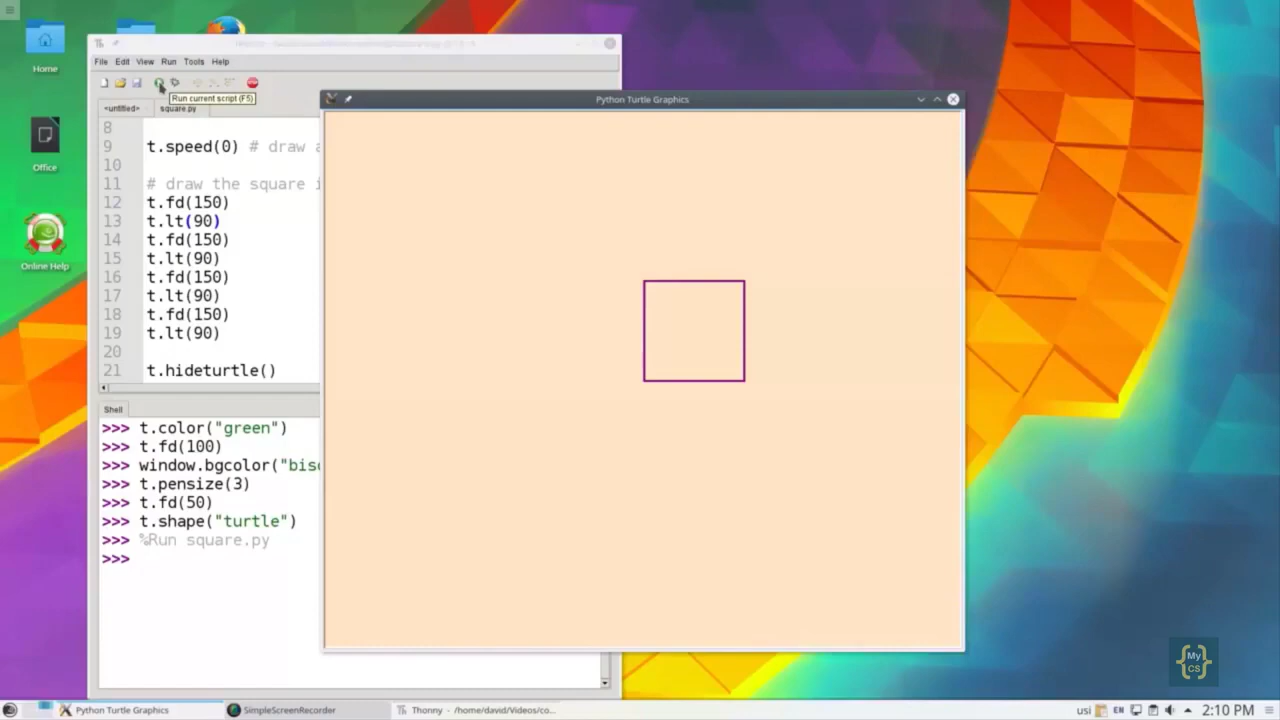 Home
Office
Online Help
File Edit View Run Tools Help
Run current script (F5)
<untitled> square.py
8
9 t.speed(0) # draw
10
11 # draw the square
12 t.fd(150)
13 t.lt(90)
14 t.fd(150)
15 t.lt(90)
16 t.fd(150)
17 t.lt(90)
18 t.fd(150)
19 t.lt(90)
20
21 t.hideturtle()
Shell
>>> t.color("green")
>>> t.fd(100)
>>> window.bgcolor("bis
>>> t.pensize(3)
>>> t.fd(50)
>>> t.shape("turtle")
>>> %Run square.py
>>>
Python Turtle Graphics
{My CS}
Python Turtle Graphics
SimpleScreenRecorder
Thonny - /home/david/Videos/co...
usi EN 2:10 PM